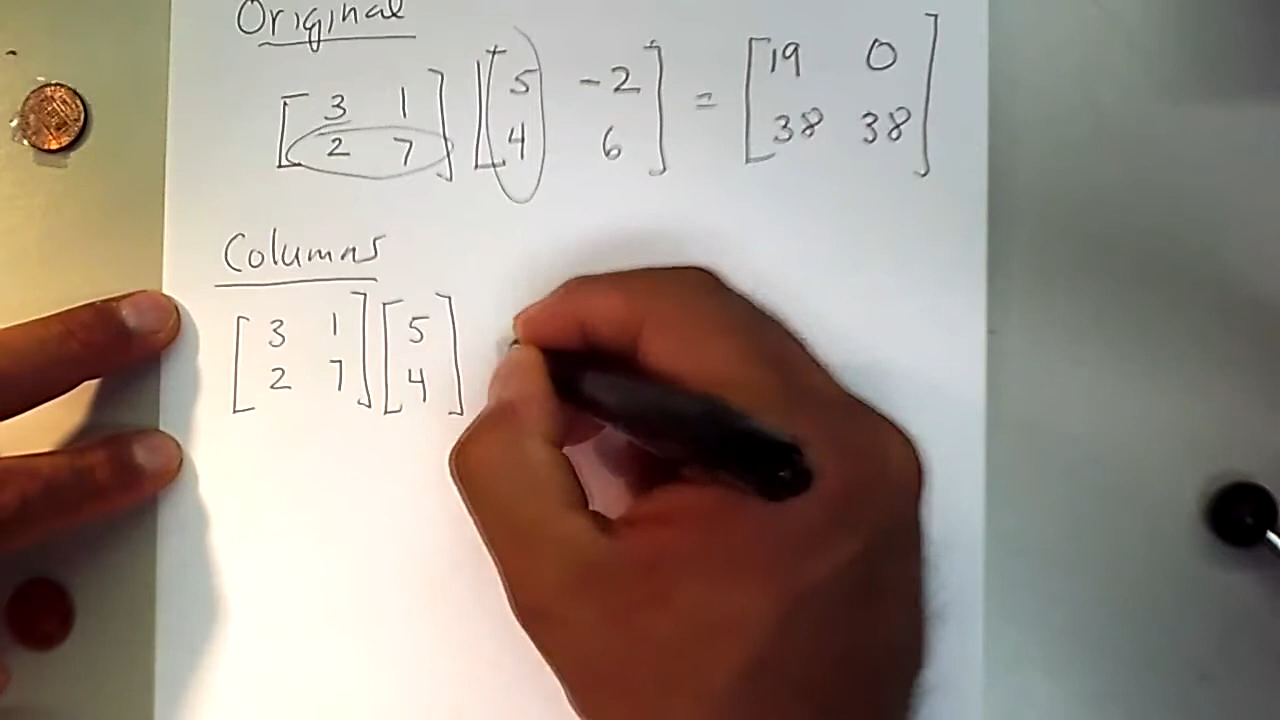 Original
[3 1 2 7] [5 -2 4 6] = [19 0 38 38]
Columns
[3 1 2 7] [5 4]